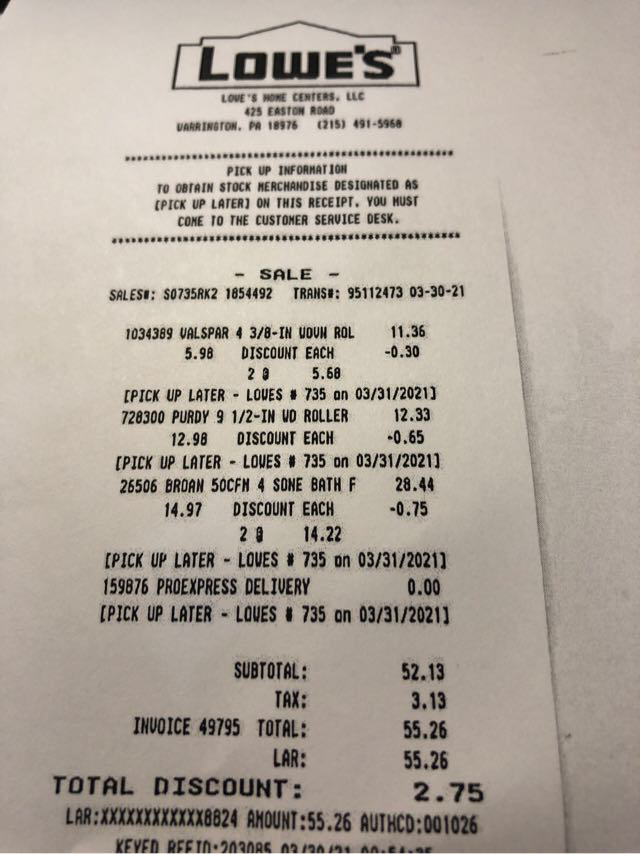 LOWE'S®
LOWE'S HOME CENTERS, LLC
425 EASTON ROAD
WARRINGTON, PA 18976 (215) 491-5968
PICK UP INFORMATION
TO OBTAIN STOCK MERCHANDISE DESIGNATED AS
[PICK UP LATER] ON THIS RECEIPT, YOU MUST
COME TO THE CUSTOMER SERVICE DESK.
- SALE -
SALES#: S0735RK2 1854492 TRANS#: 95112473 03-30-21
1034389 VALSPAR 4 3/8-IN WOVN ROL 11.36
5.98 DISCOUNT EACH -0.30
2 @ 5.68
[PICK UP LATER - LOWES # 735 on 03/31/2021]
728300 PURDY 9 1/2-IN WD ROLLER 12.33
12.98 DISCOUNT EACH -0.65
[PICK UP LATER - LOWES # 735 on 03/31/2021]
26506 BROAN 50CFM 4 SONE BATH F 28.44
14.97 DISCOUNT EACH -0.75
2 @ 14.22
[PICK UP LATER - LOWES # 735 on 03/31/2021]
159876 PROEXPRESS DELIVERY 0.00
[PICK UP LATER - LOWES # 735 on 03/31/2021]
SUBTOTAL: 52.13
TAX: 3.13
INVOICE 49795 TOTAL: 55.26
LAR: 55.26
TOTAL DISCOUNT: 2.75
LAR:XXXXXXXXXXXX8824 AMOUNT:55.26 AUTHCD:001026
KEYED REFID:203085 03/30/21